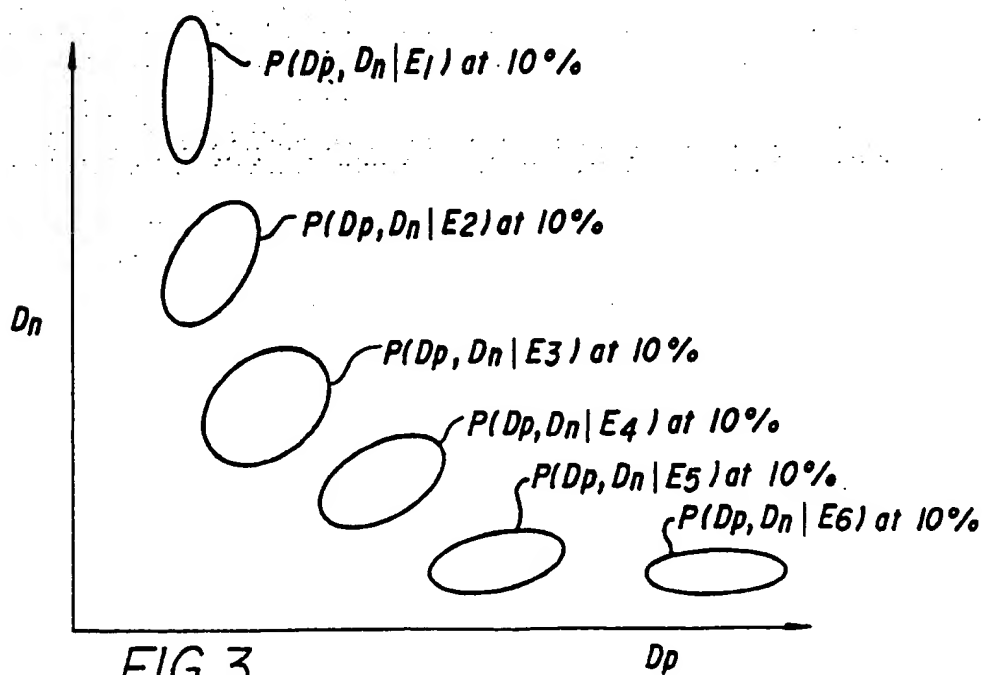 P(Dp, Dn | E1) at 10%
P(Dp, Dn | E2) at 10%
Dn
P(Dp, Dn | E3) at 10%
P(Dp, Dn | E4) at 10%
P(Dp, Dn | E5) at 10%
P(Dp, Dn | E6) at 10%
Dp
FIG 3